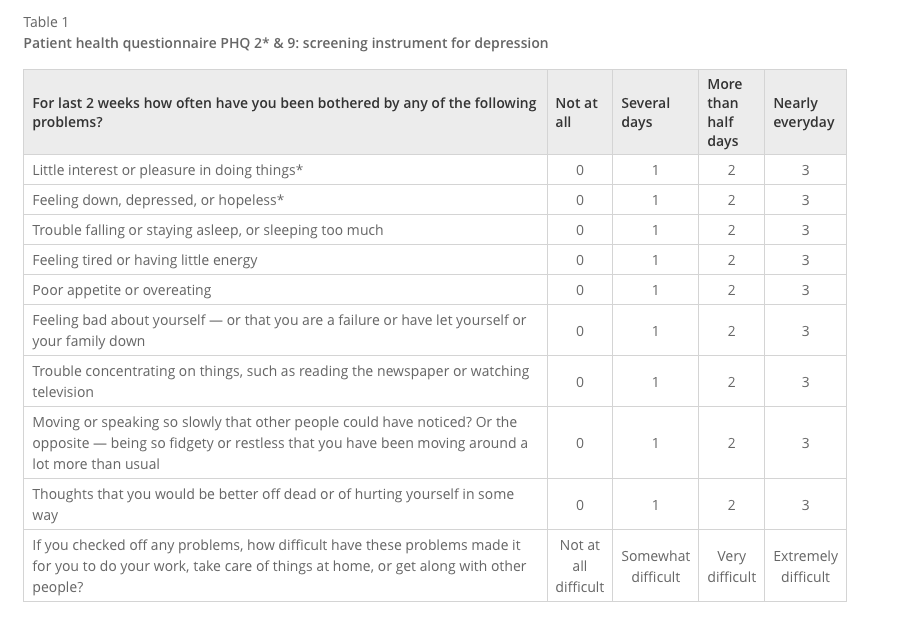 Table 1
Patient health questionnaire PHQ 2* & 9: screening instrument for depression
For last 2 weeks how often have you been bothered by any of the following
problems?
Not at
all
Several
days
More
than
half
days
Nearly
everyday
Little interest or pleasure in doing things* 0 1 2 3
Feeling down, depressed, or hopeless* 0 1 2 3
Trouble falling or staying asleep, or sleeping too much 0 1 2 3
Feeling tired or having little energy 0 1 2 3
Poor appetite or overeating 0 1 2 3
Feeling bad about yourself — or that you are a failure or have let yourself or
your family down
0 1 2 3
Trouble concentrating on things, such as reading the newspaper or watching
television
0 1 2 3
Moving or speaking so slowly that other people could have noticed? Or the
opposite — being so fidgety or restless that you have been moving around a
lot more than usual
0 1 2 3
Thoughts that you would be better off dead or of hurting yourself in some
way
0 1 2 3
If you checked off any problems, how difficult have these problems made it
for you to do your work, take care of things at home, or get along with other
people?
Not at
all
difficult
Somewhat
difficult
Very
difficult
Extremely
difficult